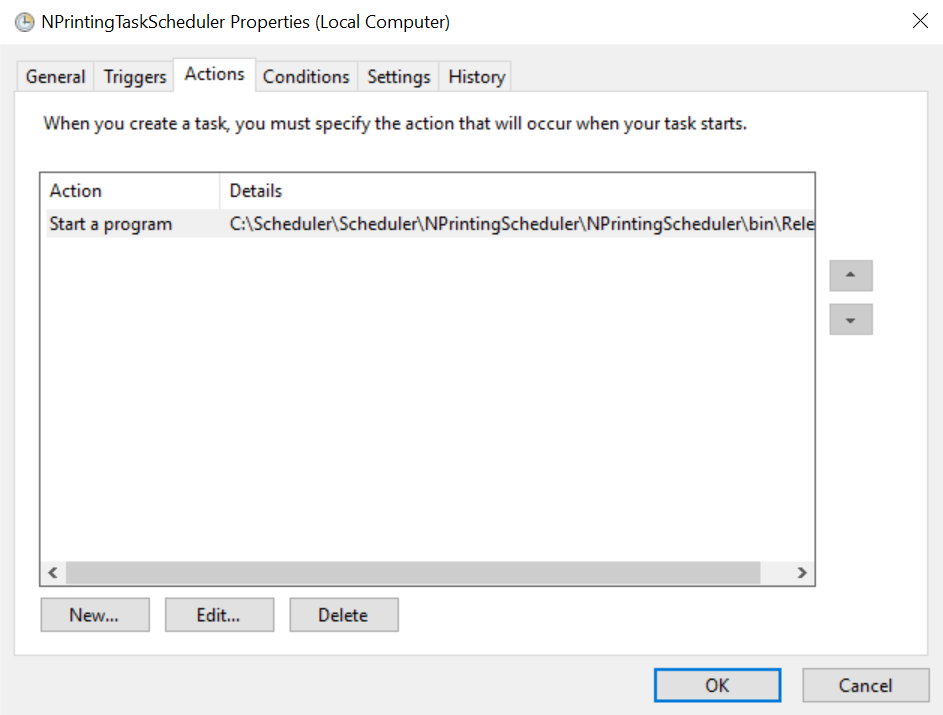 NPrintingTaskScheduler Properties (Local Computer)
General Triggers Actions Conditions Settings History
When you create a task, you must specify the action that will occur when your task starts.
Action Details
Start a program C:\Scheduler\Scheduler\NPrintingScheduler\NPrintingScheduler\bin\Rele
New... Edit... Delete
OK Cancel